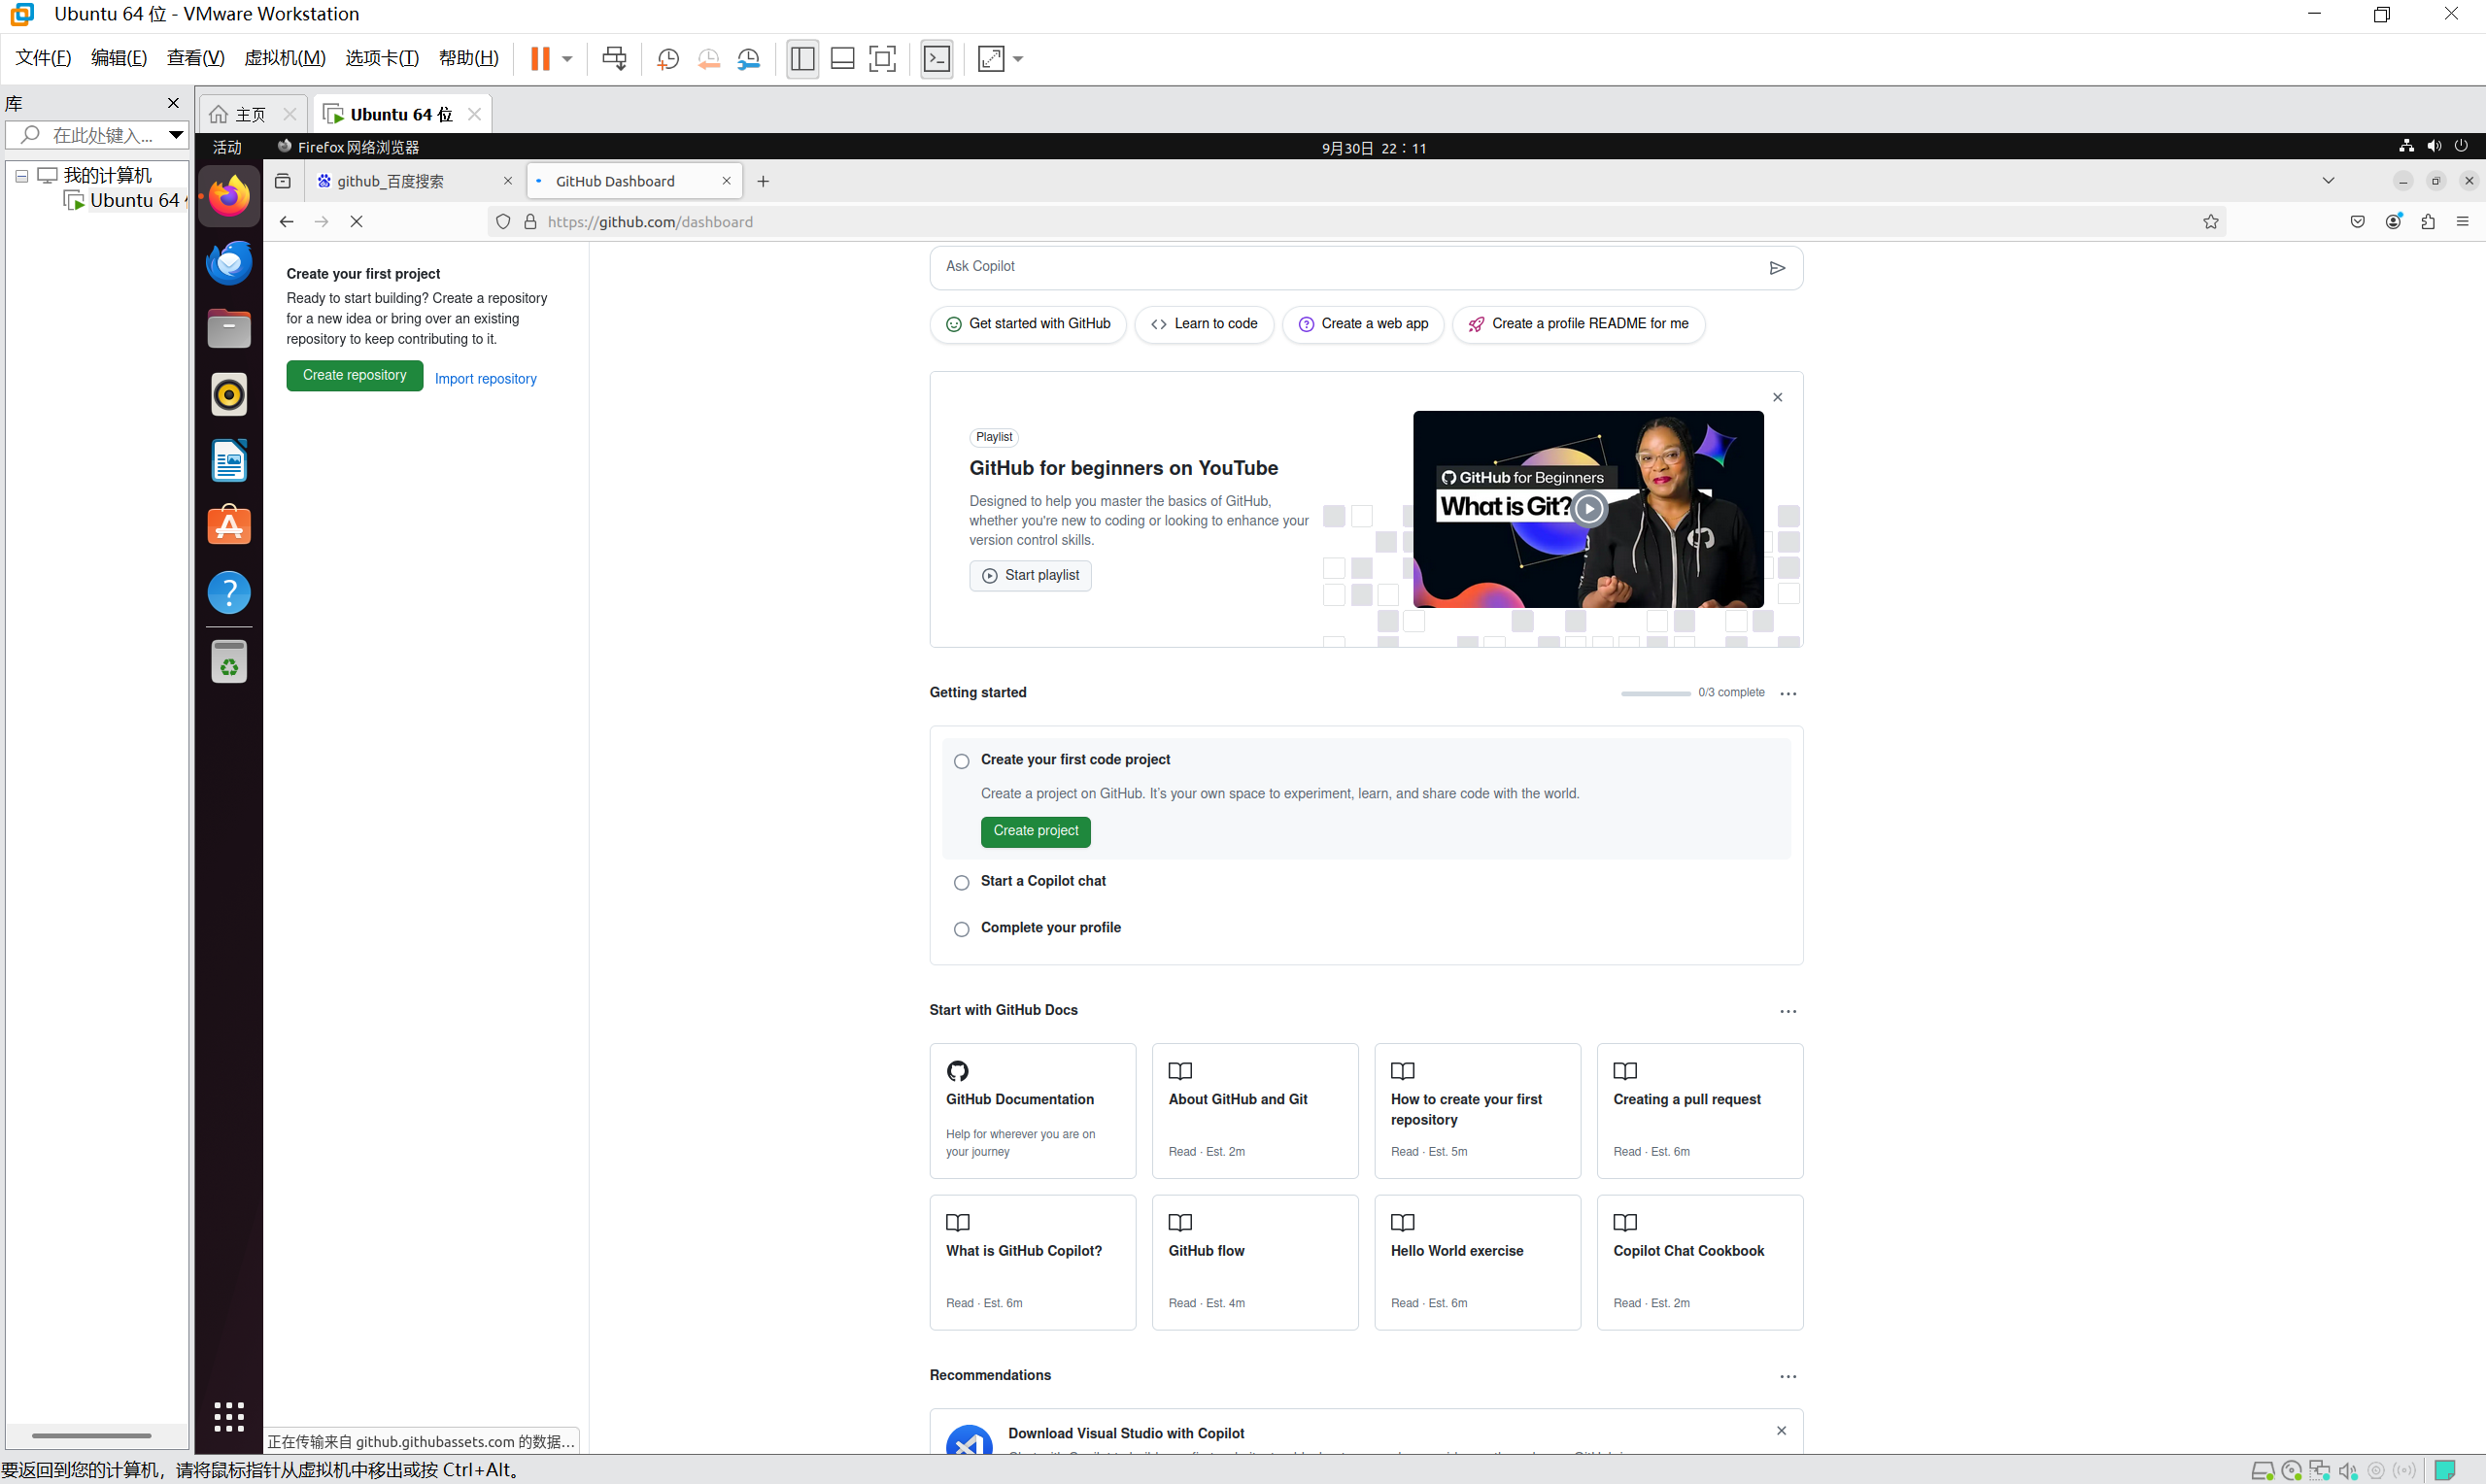 Ubuntu 64 位 - VMware Workstation
文件(F) 编辑(E) 查看(V) 虚拟机(M) 选项卡(T) 帮助(H)
库
在此处键入...
我的计算机
Ubuntu 64
主页
Ubuntu 64 位
活动 Firefox 网络浏览器 9月30日 22：11
github_百度搜索
GitHub Dashboard
https://github.com/dashboard
Create your first project
Ready to start building? Create a repository
for a new idea or bring over an existing
repository to keep contributing to it.
Create repository Import repository
Ask Copilot
Get started with GitHub Learn to code Create a web app Create a profile README for me
Playlist
GitHub for beginners on YouTube
Designed to help you master the basics of GitHub,
whether you're new to coding or looking to enhance your
version control skills.
Start playlist
GitHub for Beginners
What is Git?
Getting started 0/3 complete
Create your first code project
Create a project on GitHub. It's your own space to experiment, learn, and share code with the world.
Create project
Start a Copilot chat
Complete your profile
Start with GitHub Docs
GitHub Documentation
Help for wherever you are on
your journey
About GitHub and Git
Read · Est. 2m
How to create your first
repository
Read · Est. 5m
Creating a pull request
Read · Est. 6m
What is GitHub Copilot?
Read · Est. 6m
GitHub flow
Read · Est. 4m
Hello World exercise
Read · Est. 6m
Copilot Chat Cookbook
Read · Est. 2m
Recommendations
Download Visual Studio with Copilot
正在传输来自 github.githubassets.com 的数据...
要返回到您的计算机，请将鼠标指针从虚拟机中移出或按 Ctrl+Alt。